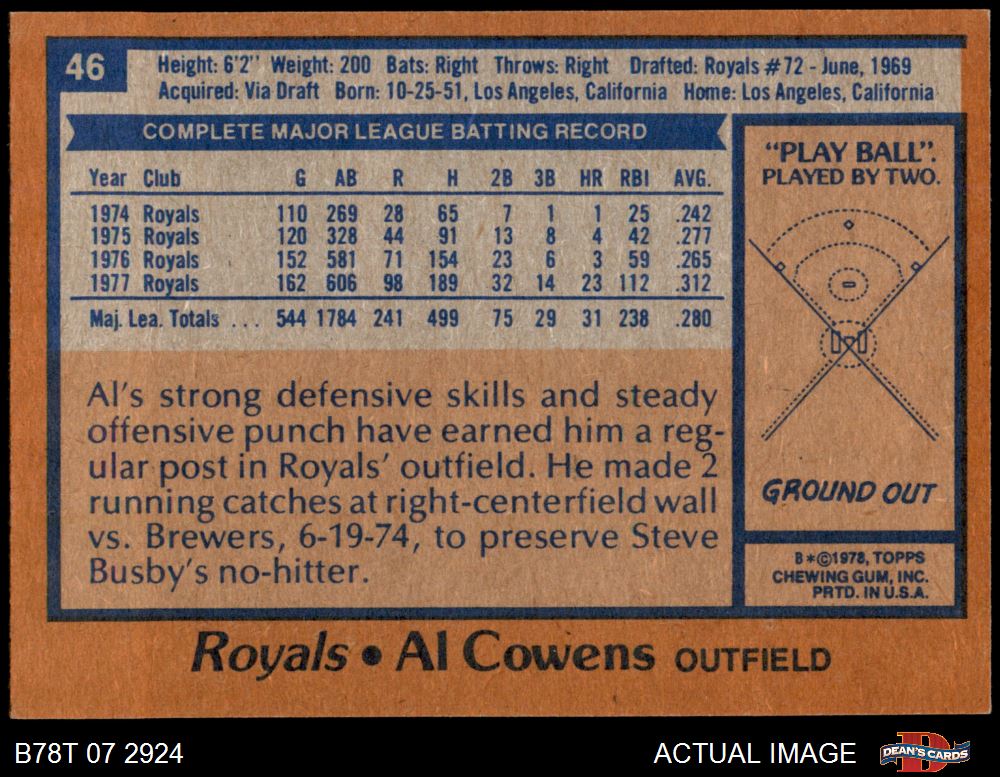 46
Height: 6'2" Weight: 200 Bats: Right Throws: Right Drafted: Royals #72 - June, 1969
Acquired: Via Draft Born: 10-25-51, Los Angeles, California Home: Los Angeles, California
COMPLETE MAJOR LEAGUE BATTING RECORD
Year Club G AB R H 2B 3B HR RBI AVG.
1974 Royals 110 269 28 65 7 1 1 25 .242
1975 Royals 120 328 44 91 13 8 4 42 .277
1976 Royals 152 581 71 154 23 6 3 59 .265
1977 Royals 162 606 98 189 32 14 23 112 .312
Maj. Lea. Totals ... 544 1784 241 499 75 29 31 238 .280
Al's strong defensive skills and steady
offensive punch have earned him a reg-
ular post in Royals' outfield. He made 2
running catches at right-centerfield wall
vs. Brewers, 6-19-74, to preserve Steve
Busby's no-hitter.
"PLAY BALL".
PLAYED BY TWO.
GROUND OUT
B*©1978, TOPPS
CHEWING GUM, INC.
PRTD. IN U.S.A.
Royals • Al Cowens OUTFIELD
B78T 07 2924
ACTUAL IMAGE
DEAN'S CARDS